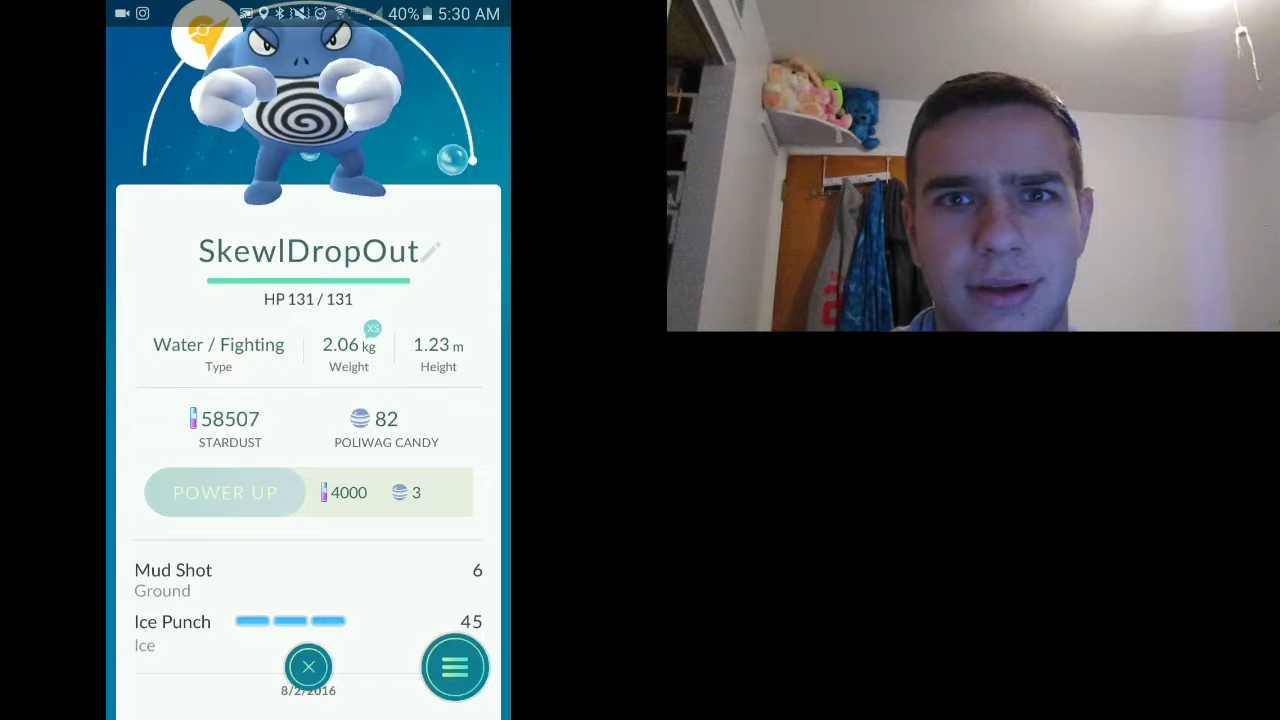 40% 5:30 AM
SkewlDropOut
HP 131 / 131
XS
Water / Fighting 2.06 kg 1.23 m
Type Weight Height
58507 82
STARDUST POLIWAG CANDY
POWER UP 4000 3
Mud Shot 6
Ground
Ice Punch 45
Ice
8/2/2016